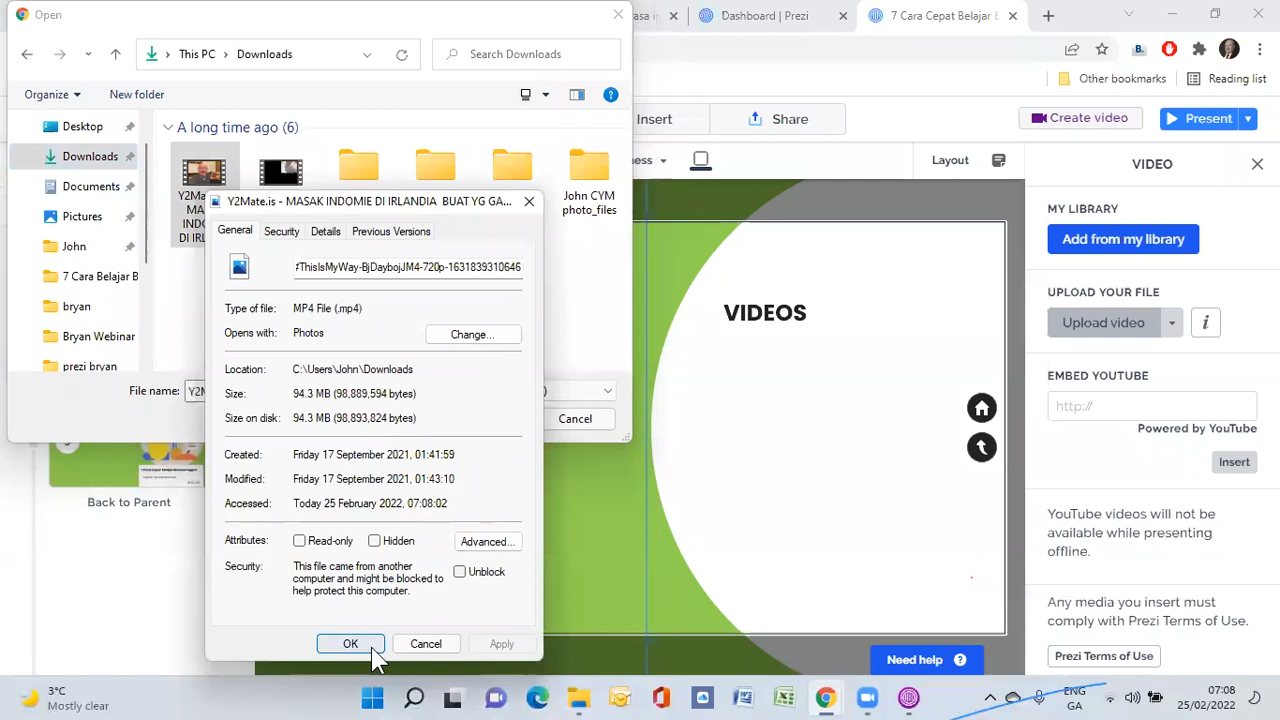 Open
asa i
Dashboard | Prezi
7 Cara Cepat Belajar B
This PC
Downloads
Search Downloads
B.
Other bookmarks
Reading list
Organize
New folder
Insert
Share
Create video
Present
Desktop
Downloads
Documents
Pictures
John
7 Cara Belajar B
bryan
Bryan Webinar
prezi bryan
A long time ago (6)
John CYM
photo_files
ess
Layout
VIDEO
File name:
Cancel
Y2Mate.is - MASAK INDOMIE DI IRLANDIA BUAT YG GA...
General
Security
Details
Previous Versions
#ThisIsMyWay-BjDaybojJM4-720p-1631839310646
Type of file:
MP4 File (.mp4)
Opens with:
Photos
Change...
Location:
C:\Users\John\Downloads
Size:
94.3 MB (98,889,594 bytes)
Size on disk:
94.3 MB (98,893,824 bytes)
Created:
Friday 17 September 2021, 01:41:59
Modified:
Friday 17 September 2021, 01:43:10
Accessed:
Today 25 February 2022, 07:08:02
Attributes:
Read-only
Hidden
Advanced...
Security:
This file came from another
computer and might be blocked to
help protect this computer.
Unblock
OK
Cancel
Apply
Back to Parent
VIDEOS
MY LIBRARY
Add from my library
UPLOAD YOUR FILE
Upload video
i
EMBED YOUTUBE
http://
Powered by YouTube
Insert
YouTube videos will not be
available while presenting
offline.
Any media you insert must
comply with Prezi Terms of Use.
Prezi Terms of Use
Need help ?
3°C
Mostly clear
ENG
GA
07:08
25/02/2022